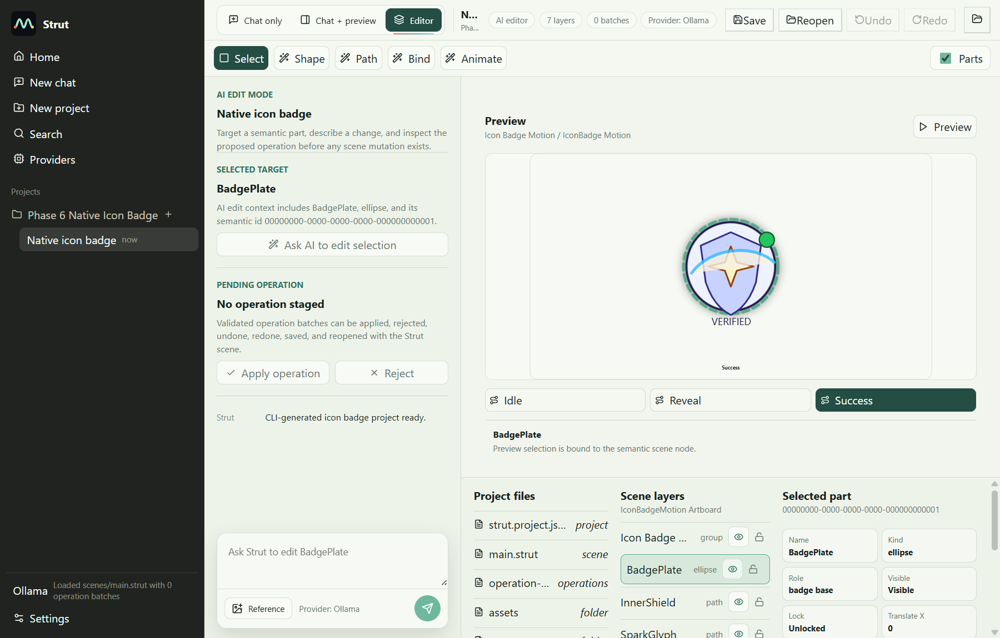 Strut
Home
New chat
New project
Search
Providers
Projects
Phase 6 Native Icon Badge +
Native icon badge now
Ollama
Loaded scenes/main.strut with 0
operation batches
Settings
Chat only
Chat + preview
Editor
N...
Pha...
AI editor
7 layers
0 batches
Provider: Ollama
Save
Reopen
Undo
Redo
Select
Shape
Path
Bind
Animate
Parts
AI EDIT MODE
Native icon badge
Target a semantic part, describe a change, and inspect the
proposed operation before any scene mutation exists.
SELECTED TARGET
BadgePlate
AI edit context includes BadgePlate, ellipse, and its
semantic id 00000000-0000-0000-0000-000000000001.
Ask AI to edit selection
PENDING OPERATION
No operation staged
Validated operation batches can be applied, rejected,
undone, redone, saved, and reopened with the Strut
scene.
Apply operation
Reject
Strut
CLI-generated icon badge project ready.
Ask Strut to edit BadgePlate
Reference
Provider: Ollama
Preview
Icon Badge Motion / IconBadge Motion
Preview
VERIFIED
Success
Idle
Reveal
Success
BadgePlate
Preview selection is bound to the semantic scene node.
Project files
strut.project.js... project
main.strut scene
operation-... operations
assets folder
Scene layers
IconBadgeMotion Artboard
Icon Badge ... group
BadgePlate ellipse
InnerShield path
SparkGlyph path
Selected part
00000000-0000-0000-0000-000000000001
Name
BadgePlate
Kind
ellipse
Role
badge base
Visible
Visible
Lock
Unlocked
Translate X
0